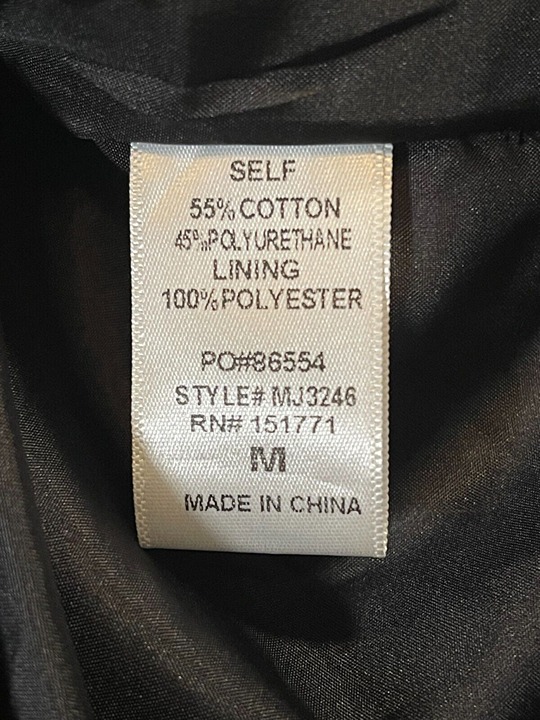 SELF
55% COTTON
45% POLYURETHANE
LINING
100% POLYESTER
PO#86554
STYLE# MJ3246
RN# 151771
M
MADE IN CHINA